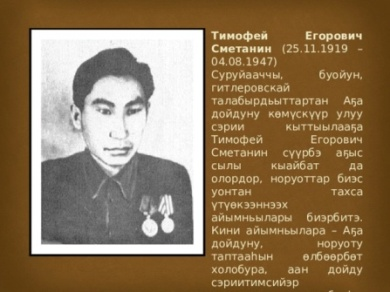 Тимофей Егорович
Сметанин (25.11.1919 –
04.08.1947)
Суруйааччы, буойун,
гитлеровскай
талабырдьыттартан Аҕа
дойдуну көмүскүүр улуу
сэрии кыттыылааҕа
Тимофей Егорович
Сметанин сүүрбэ аҕыс
сылы кыайбат да
олордор, норуоттар биэс
уонтан тахса
үтүөкээннээх
айымньылары биэрбитэ.
Кини айымньылара – Аҕа
дойдуну, норуоту
таптааһын өлбөөрбөт
холобура, аан дойду
сэриитимсийэр